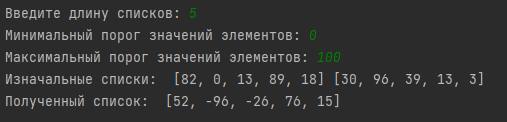 Введите длину списков: 5
Минимальный порог значений элементов: 0
Максимальный порог значений элементов: 100
Изначальные списки:  [82, 0, 13, 89, 18] [30, 96, 39, 13, 3]
Полученный список:  [52, -96, -26, 76, 15]